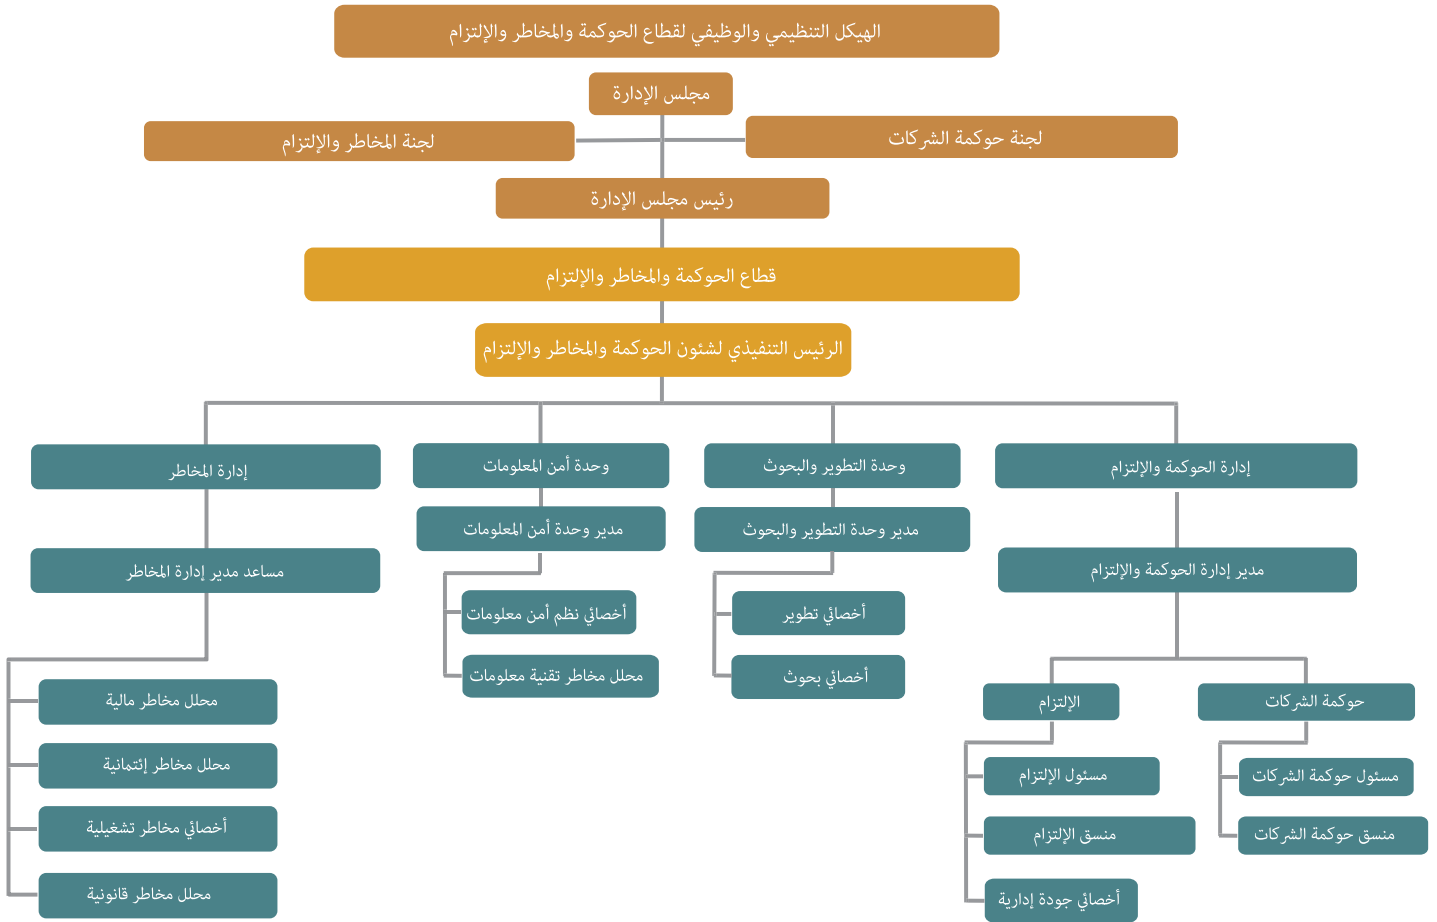 الهيكل التنظيمي والوظيفي لقطاع الحوكمة والمخاطر والإلتزام
مجلس الإدارة
لجنة حوكمة الشركات
لجنة المخاطر والإلتزام
رئيس مجلس الإدارة
قطاع الحوكمة والمخاطر والإلتزام
الرئيس التنفيذي لشئون الحوكمة والمخاطر والإلتزام
إدارة الحوكمة والإلتزام
وحدة التطوير والبحوث
وحدة أمن المعلومات
إدارة المخاطر
مدير إدارة الحوكمة والإلتزام
مدير وحدة التطوير والبحوث
مدير وحدة أمن المعلومات
مساعد مدير إدارة المخاطر
حوكمة الشركات
مسئول حوكمة الشركات
منسق حوكمة الشركات
الإلتزام
مسئول الإلتزام
منسق الإلتزام
أخصائي جودة إدارية
أخصائي تطوير
أخصائي بحوث
أخصائي نظم أمن معلومات
محلل مخاطر تقنية معلومات
محلل مخاطر مالية
محلل مخاطر إئتمانية
أخصائي مخاطر تشغيلية
محلل مخاطر قانونية